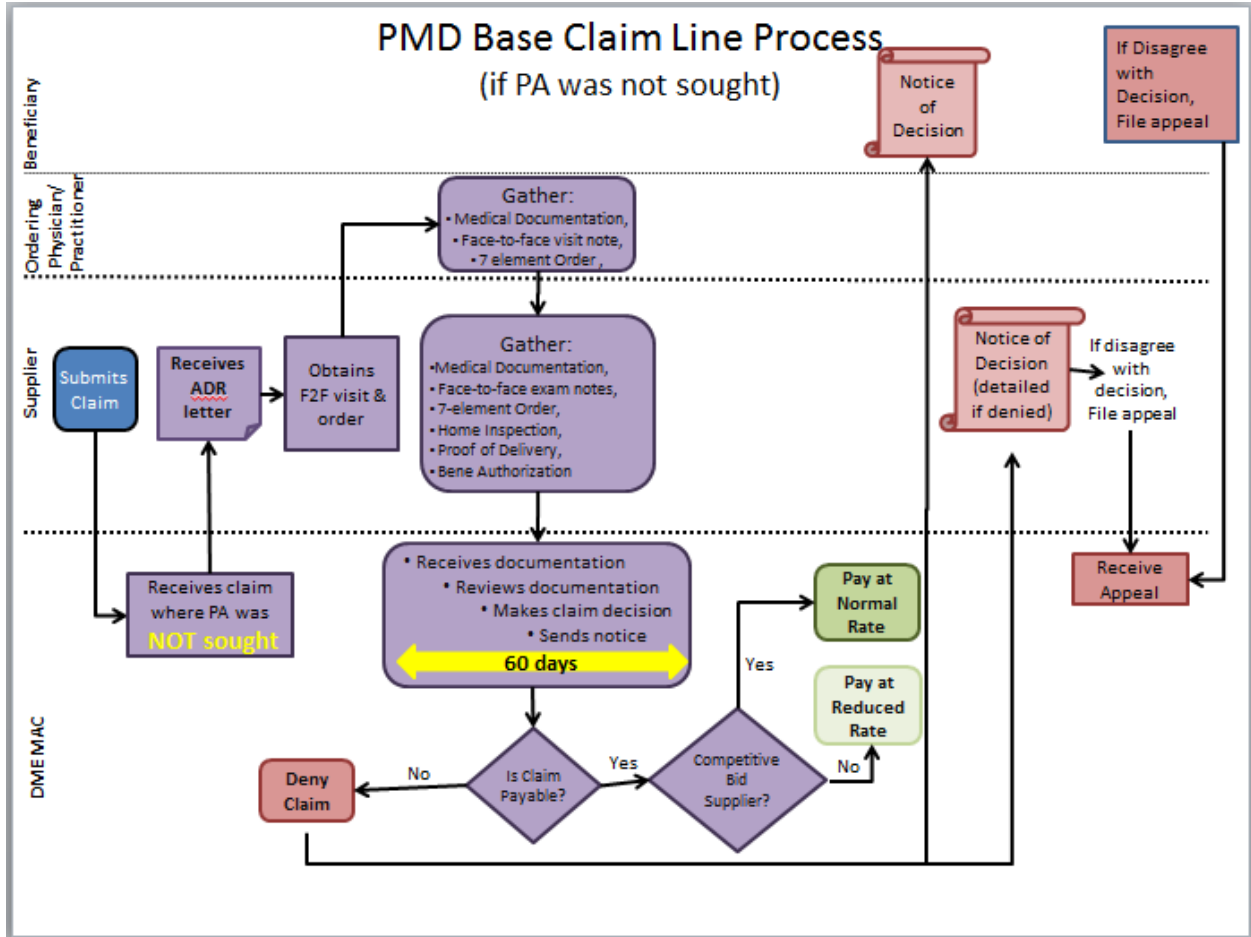 PMD Base Claim Line Process
(if PA was not sought)
Beneficiary
Notice
of
Decision
If Disagree
with
Decision,
File appeal
Ordering
Physician/
Practitioner
Gather:
• Medical Documentation,
• Face-to-face visit note,
• 7 element Order ,
Supplier
Submits
Claim
Receives
ADR
letter
Obtains
F2F visit &
order
Gather:
•Medical Documentation,
• Face-to-face exam notes,
• 7-element Order,
• Home Inspection,
• Proof of Delivery,
• Bene Authorization
Notice of
Decision
(detailed
if denied)
If disagree
with
decision,
File appeal
DME MAC
Receives claim
where PA was
NOT sought
• Receives documentation
• Reviews documentation
• Makes claim decision
• Sends notice
60 days
Pay at
Normal
Rate
Receive
Appeal
Yes
Pay at
Reduced
Rate
Deny
Claim
No
Is Claim
Payable?
Yes
Competitive
Bid
Supplier?
No